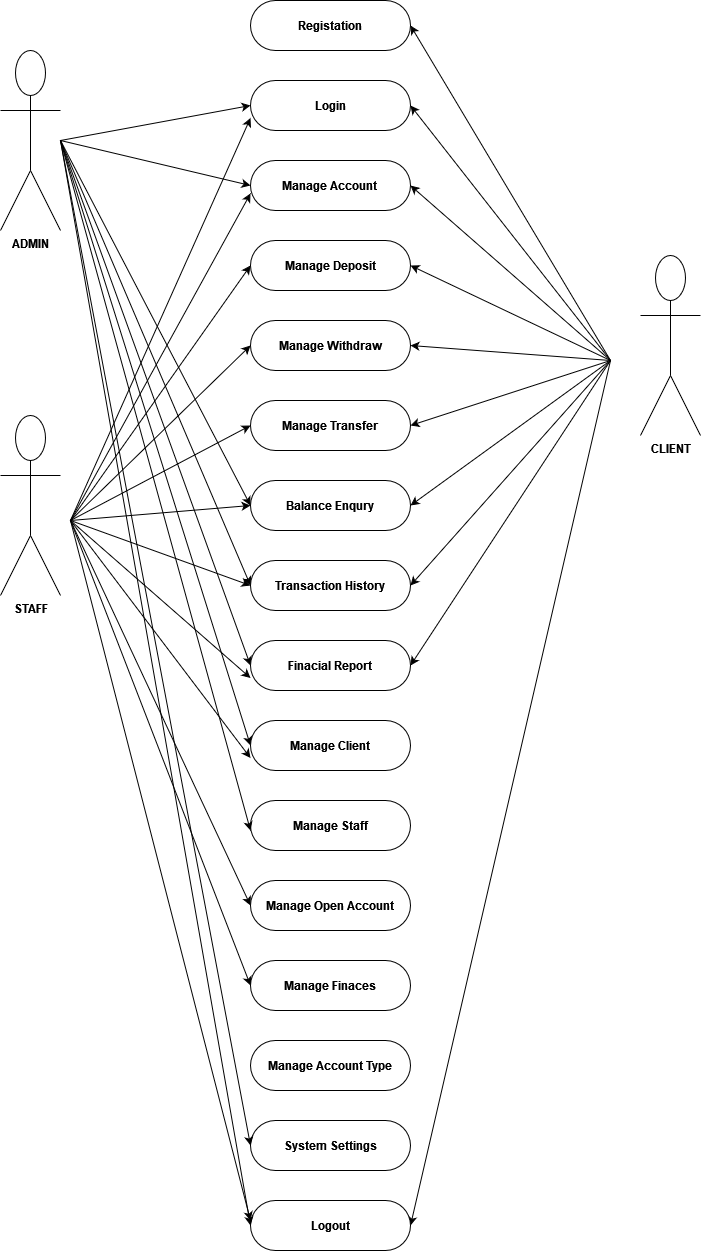 Registation
Login
ADMIN
Manage Account
Manage Deposit
Manage Withdraw
Manage Transfer
CLIENT
Balance Enqury
Transaction History
STAFF
Finacial Report
Manage Client
Manage Staff
Manage Open Account
Manage Finaces
Manage Account Type
System Settings
Logout